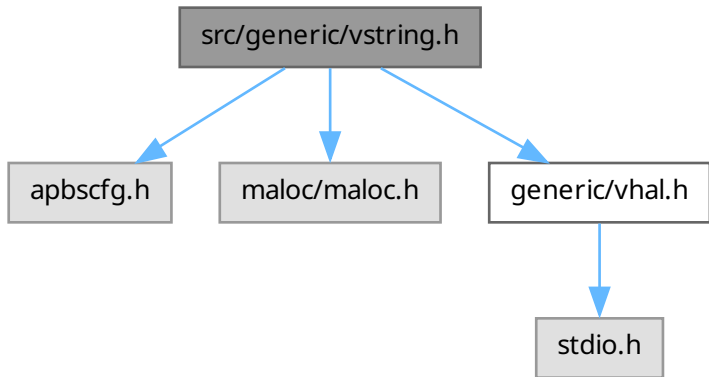 src/generic/vstring.h
apbscfg.h
maloc/maloc.h
generic/vhal.h
stdio.h